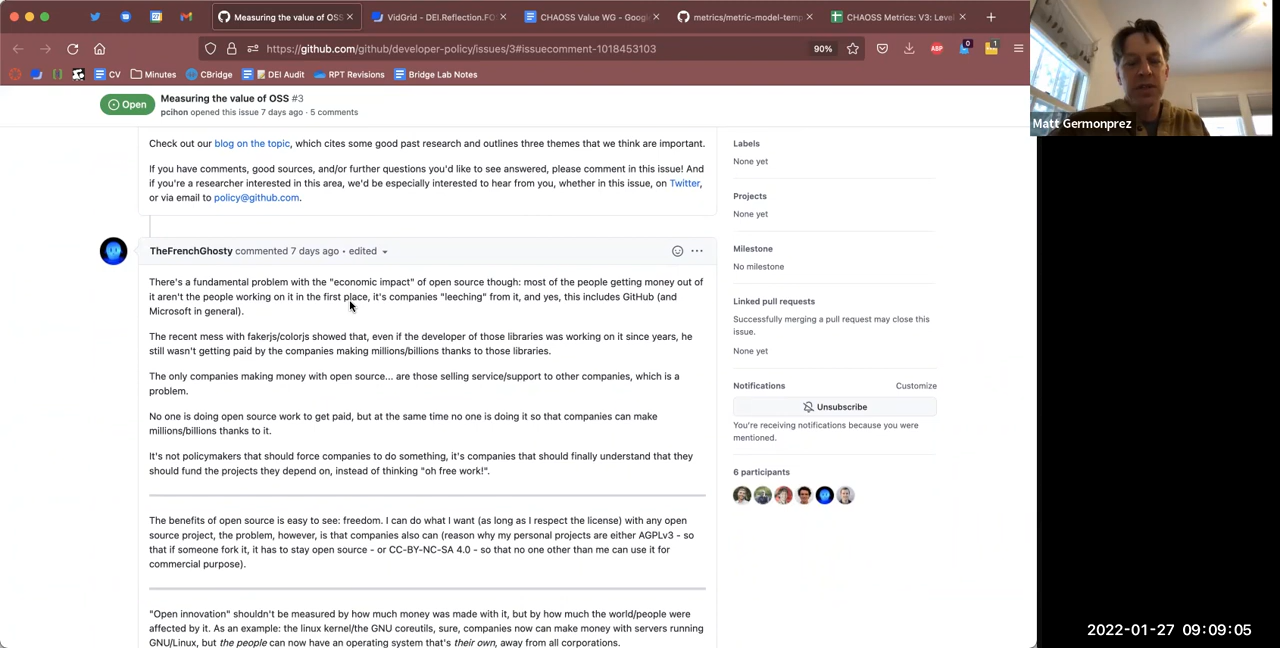 Measuring the value of OSS
VidGrid - DEI.Reflection.FO
CHAOSS Value WG - Goog
metrics/metric-model-temp
CHAOSS Metrics: V3: Leve
https://github.com/github/developer-policy/issues/3#issuecomment-1018453103
90%
ABP
0
1
CV
Minutes
CBridge
DEI Audit
RPT Revisions
Bridge Lab Notes
Matt Germonprez
Open
Measuring the value of OSS #3
pcihon opened this issue 7 days ago · 5 comments
Check out our blog on the topic, which cites some good past research and outlines three themes that we think are important.
If you have comments, good sources, and/or further questions you'd like to see answered, please comment in this issue! And
if you're a researcher interested in this area, we'd be especially interested to hear from you, whether in this issue, on Twitter,
or via email to policy@github.com.
TheFrenchGhosty commented 7 days ago • edited
There's a fundamental problem with the "economic impact" of open source though: most of the people getting money out of
it aren't the people working on it in the first place, it's companies "leeching" from it, and yes, this includes GitHub (and
Microsoft in general).
The recent mess with fakerjs/colorjs showed that, even if the developer of those libraries was working on it since years, he
still wasn't getting paid by the companies making millions/billions thanks to those libraries.
The only companies making money with open source... are those selling service/support to other companies, which is a
problem.
No one is doing open source work to get paid, but at the same time no one is doing it so that companies can make
millions/billions thanks to it.
It's not policymakers that should force companies to do something, it's companies that should finally understand that they
should fund the projects they depend on, instead of thinking "oh free work!".
The benefits of open source is easy to see: freedom. I can do what I want (as long as I respect the license) with any open
source project, the problem, however, is that companies also can (reason why my personal projects are either AGPLv3 - so
that if someone fork it, it has to stay open source - or CC-BY-NC-SA 4.0 - so that no one other than me can use it for
commercial purpose).
"Open innovation" shouldn't be measured by how much money was made with it, but by how much the world/people were
affected by it. As an example: the linux kernel/the GNU coreutils, sure, companies now can make money with servers running
GNU/Linux, but the people can now have an operating system that's their own, away from all corporations.
Labels
None yet
Projects
None yet
Milestone
No milestone
Linked pull requests
Successfully merging a pull request may close this
issue.
None yet
Notifications
Customize
Unsubscribe
You're receiving notifications because you were
mentioned.
6 participants
2022-01-27 09:09:05